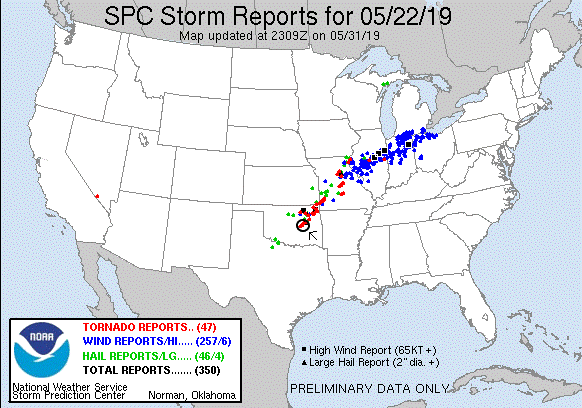 SPC Storm Reports for 05/22/19
Map updated at 2309Z on 05/31/19
NOAA
TORNADO REPORTS.. (47)
WIND REPORTS/HI..... (257/6)
HAIL REPORTS/LG..... (46/4)
TOTAL REPORTS....... (350)
National Weather Service
Storm Prediction Center Norman, Oklahoma
High Wind Report (65KT +)
Large Hail Report (2" dia. +)
PRELIMINARY DATA ONLY